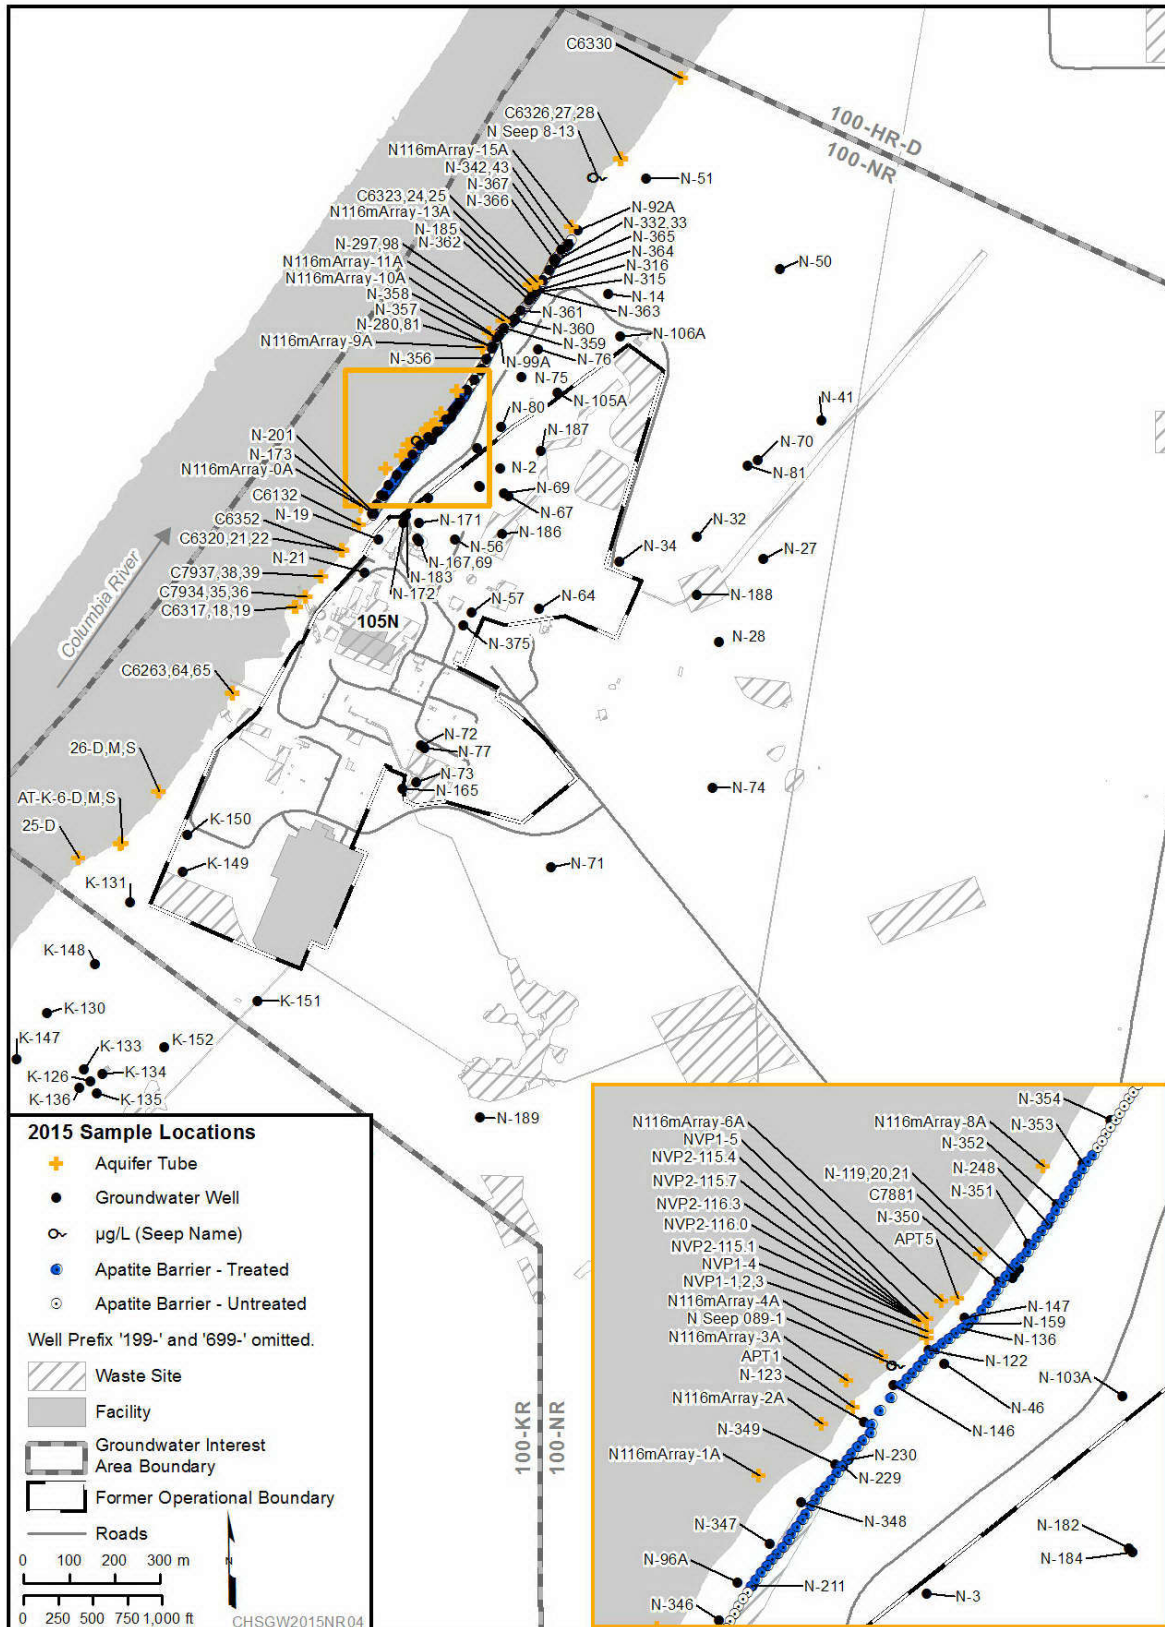 C6330
100-HR-D
100-NR
C6326,27,28
N Seep 8-13
N116mArray-15A
N-342,43
N-367
N-366
C6323,24,25
N116mArray-13A
N-185
N-362
N-297,98
N116mArray-11A
N116mArray-10A
N-358
N-357
N-280,81
N116mArray-9A
N-356
N-51
N-92A
N-332,33
N-365
N-364
N-316
N-315
N-363
N-50
N-14
N-361
N-360
N-359
N-106A
N-99A
N-76
N-75
N-105A
N-80
N-187
N-41
N-70
N-81
N-201
N-173
N116mArray-0A
C6132
N-19
C6352
C6320,21,22
N-21
C7937,38,39
C7934,35,36
C6317,18,19
N-2
N-69
N-67
N-171
N-186
N-56
N-167,69
N-183
N-172
N-32
N-34
N-27
N-188
N-57
N-64
N-375
N-28
Columbia River
105N
C6263,64,65
N-72
N-77
N-73
N-165
N-74
26-D,M,S
AT-K-6-D,M,S
25-D
K-150
K-149
K-131
N-71
K-148
K-151
K-130
K-147
K-133
K-152
K-126
K-134
K-136
K-135
N-189
100-KR
100-NR
2015 Sample Locations
Aquifer Tube
Groundwater Well
µg/L (Seep Name)
Apatite Barrier - Treated
Apatite Barrier - Untreated
Well Prefix '199-' and '699-' omitted.
Waste Site
Facility
Groundwater Interest
Area Boundary
Former Operational Boundary
Roads
0 100 200 300 m
0 250 500 750 1,000 ft
N
CHSGW2015NR04
N-354
N116mArray-6A
N116mArray-8A
N-353
NVP1-5
N-352
NVP2-115.4
N-119,20,21
N-248
NVP2-115.7
C7881
N-351
NVP2-116.3
N-350
NVP2-116.0
APT5
NVP2-115.1
NVP1-4
NVP1-1,2,3
N116mArray-4A
N Seep 089-1
N116mArray-3A
APT1
N-123
N116mArray-2A
N-349
N116mArray-1A
N-147
N-159
N-136
N-122
N-103A
N-46
N-146
N-230
N-229
N-348
N-347
N-182
N-184
N-96A
N-211
N-3
N-346